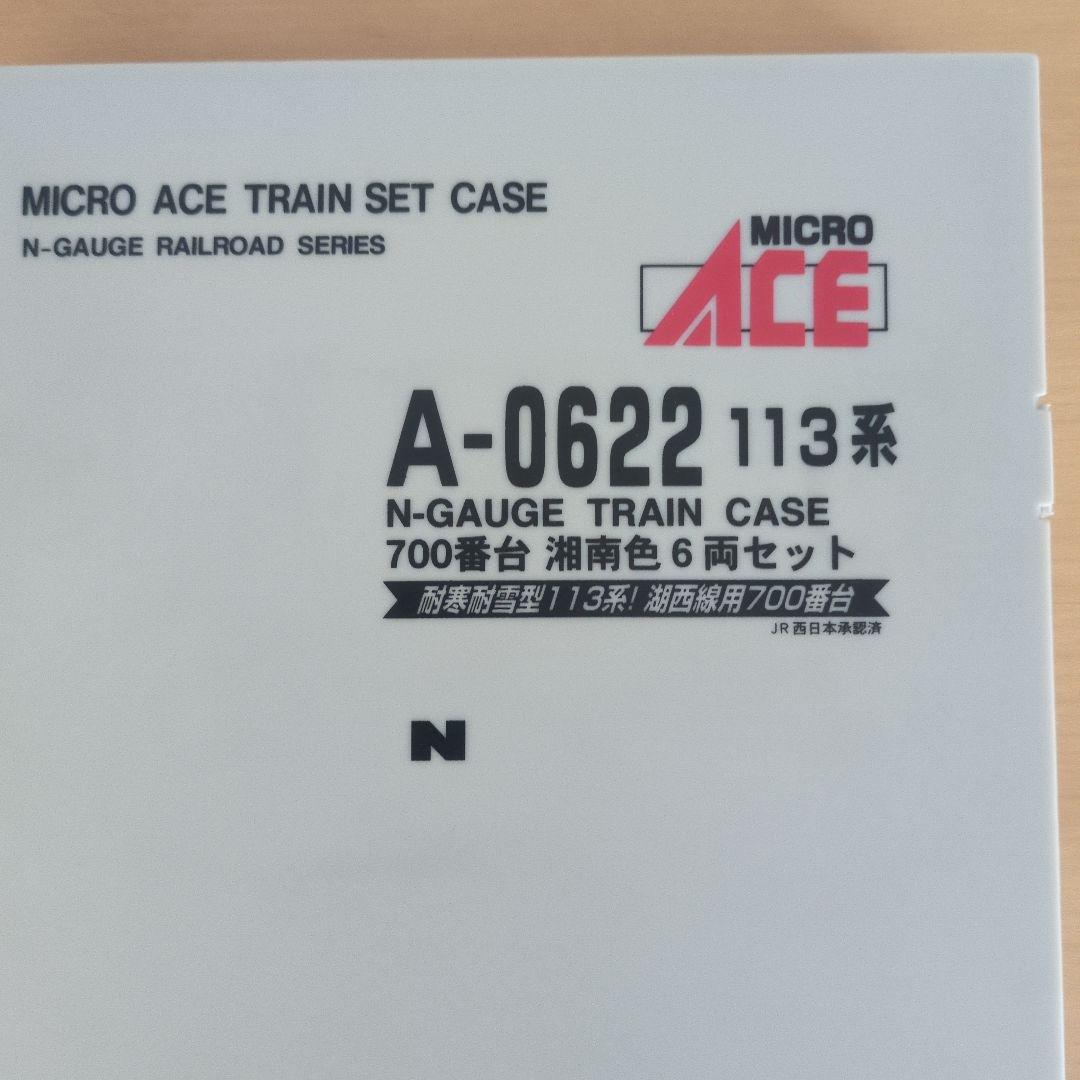 MICRO ACE TRAIN SET CASE
N-GAUGE RAILROAD SERIES
MICRO
ACE
A-0622 113系
N-GAUGE TRAIN CASE
700番台 湘南色6両セット
耐寒耐雪型113系! 湖西線用700番台
JR西日本承認済
N